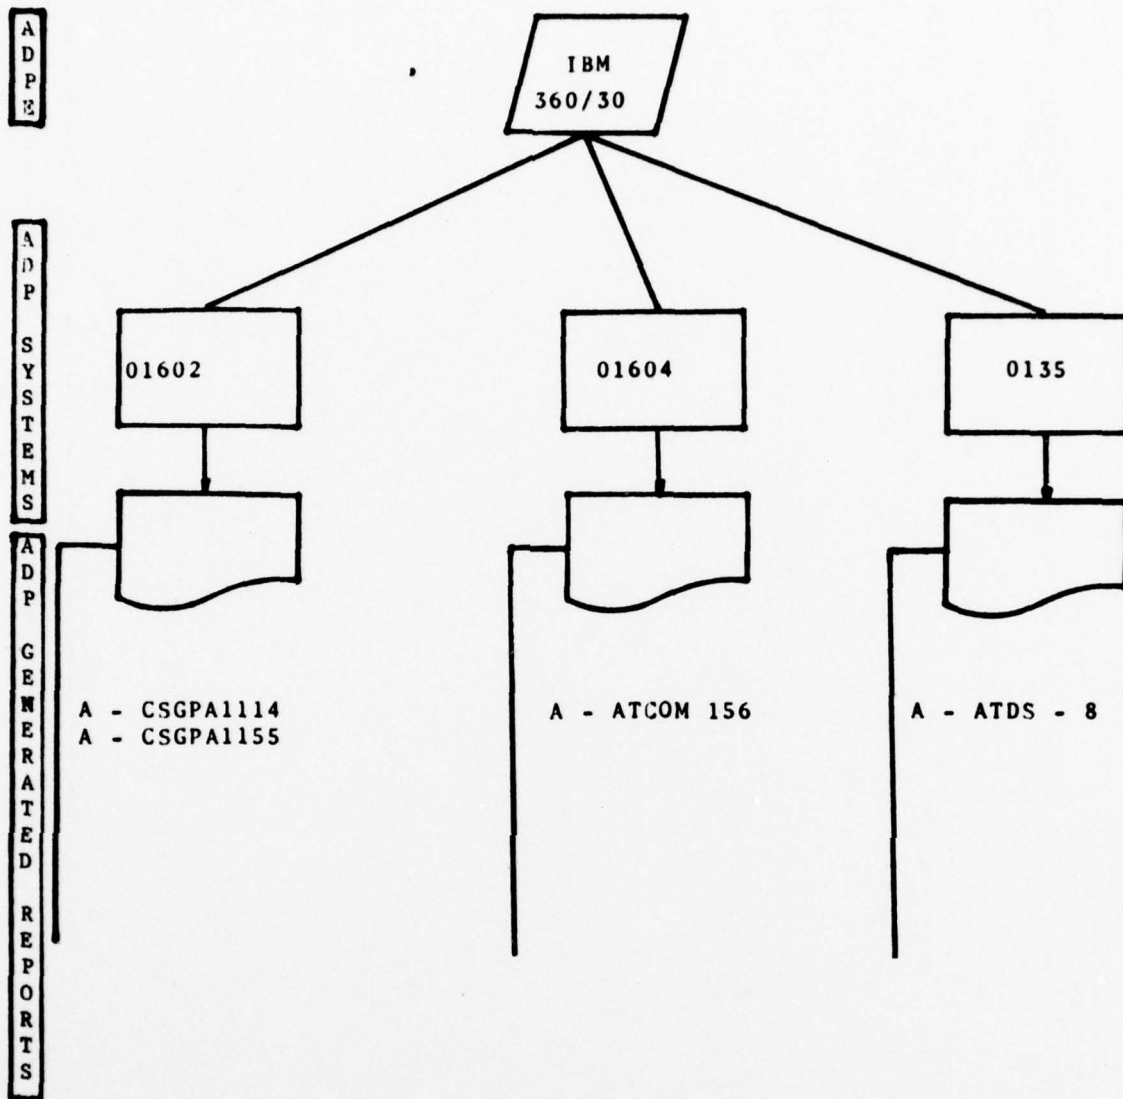 ADPE
IBM
360/30
ADP SYSTEMS
01602
01604
0135
ADP GENERATED REPORTS
A - CSGPA1114
A - CSGPA1155
A - ATCOM 156
A - ATDS - 8